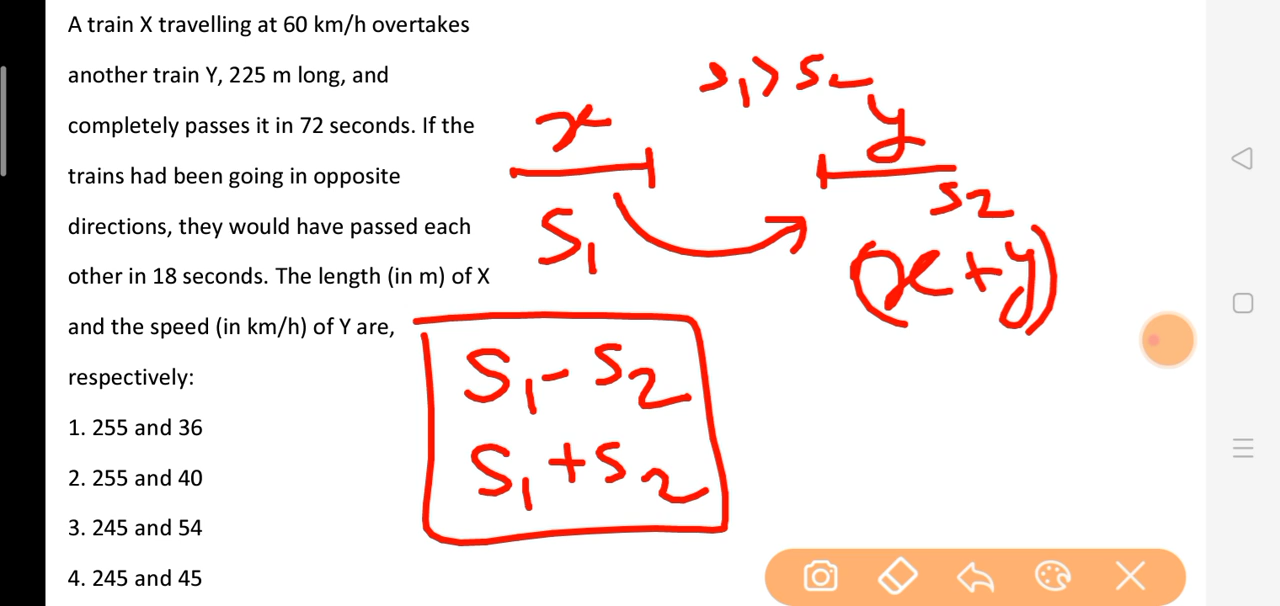 A train X travelling at 60 km/h overtakes
another train Y, 225 m long, and
completely passes it in 72 seconds. If the
trains had been going in opposite
directions, they would have passed each
other in 18 seconds. The length (in m) of X
and the speed (in km/h) of Y are,
respectively:
1. 255 and 36
2. 255 and 40
3. 245 and 54
4. 245 and 45
S1 > S2
x
y
S1
S2
(x+y)
S1 - S2
S1 + S2